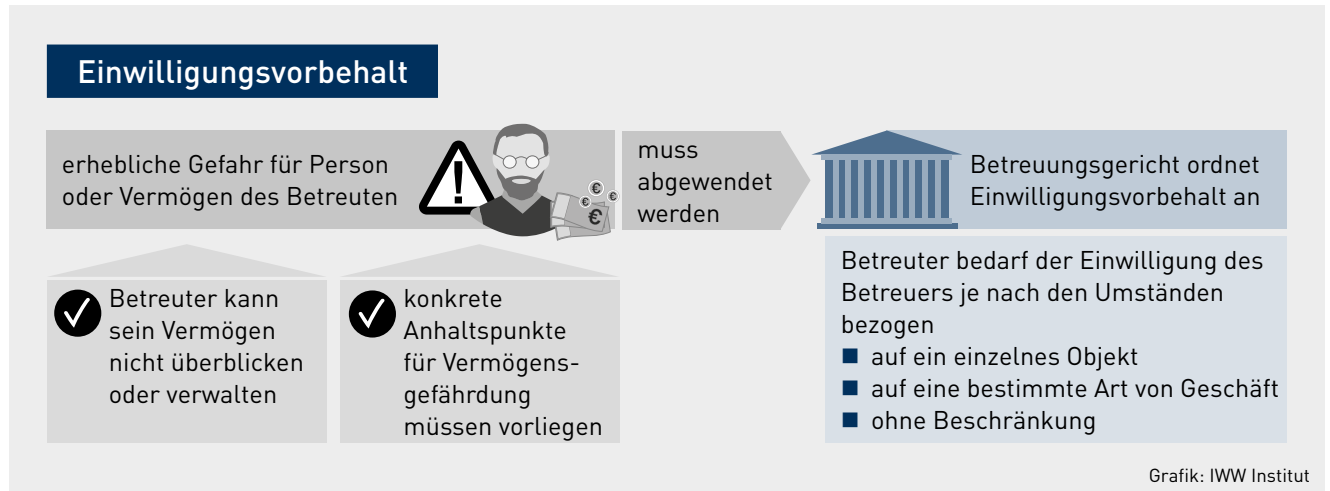 Einwilligungsvorbehalt
erhebliche Gefahr für Person
oder Vermögen des Betreuten
muss
abgewendet
werden
Betreuungsgericht ordnet
Einwilligungsvorbehalt an
Betreuter kann
sein Vermögen
nicht überblicken
oder verwalten
konkrete
Anhaltspunkte
für Vermögens-
gefährdung
müssen vorliegen
Betreuter bedarf der Einwilligung des
Betreuers je nach den Umständen
bezogen
■ auf ein einzelnes Objekt
■ auf eine bestimmte Art von Geschäft
■ ohne Beschränkung
Grafik: IWW Institut